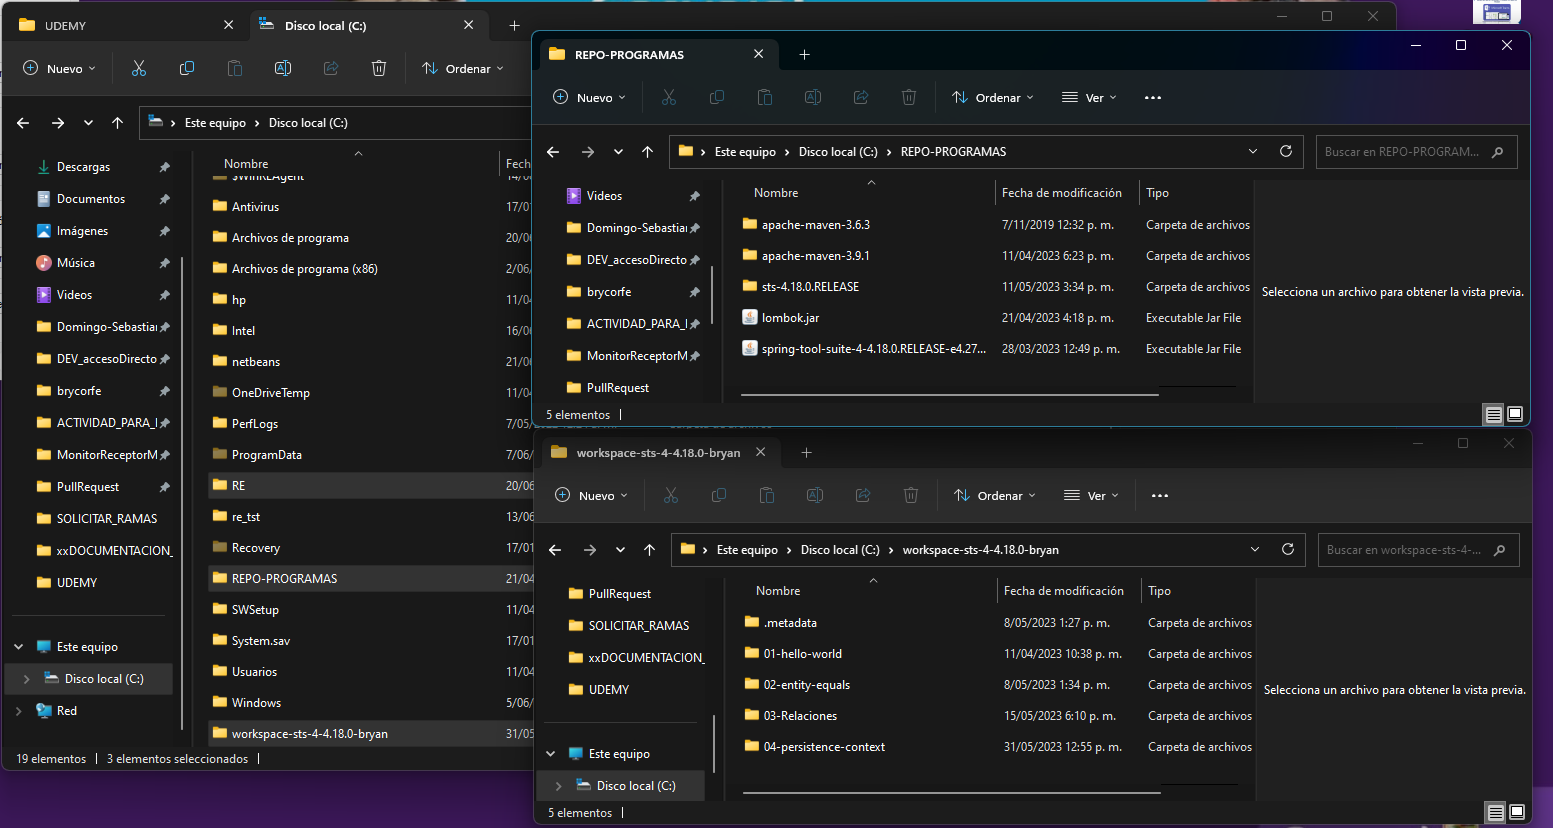 UDEMY
Disco local (C:)
Nuevo
Ordenar
Este equipo > Disco local (C:)
Descargas
Documentos
Imágenes
Música
Videos
Domingo-Sebastiar
DEV_accesoDirecto
brycorfe
ACTIVIDAD_PARA_I
MonitorReceptorM
PullRequest
SOLICITAR_RAMAS
xxDOCUMENTACION_
UDEMY
Este equipo
Disco local (C:)
Red
Nombre Fech
$WinREAgent 14/06
Antivirus 17/01
Archivos de programa 20/06
Archivos de programa (x86) 2/06/
hp 11/04
Intel 16/06
netbeans 21/06
OneDriveTemp 11/04
PerfLogs 7/05/
ProgramData 7/06/
RE 20/06
re_tst 13/06
Recovery 17/01
REPO-PROGRAMAS 21/04
SWSetup 11/04
System.sav 17/01
Usuarios 11/04
Windows 5/06/
workspace-sts-4-4.18.0-bryan 31/05
19 elementos | 3 elementos seleccionados |
REPO-PROGRAMAS
Nuevo
Ordenar
Ver
Este equipo > Disco local (C:) > REPO-PROGRAMAS
Buscar en REPO-PROGRAM...
Videos
Domingo-Sebastiar
DEV_accesoDirecto
brycorfe
ACTIVIDAD_PARA_I
MonitorReceptorM
PullRequest
Nombre Fecha de modificación Tipo
apache-maven-3.6.3 7/11/2019 12:32 p. m. Carpeta de archivos
apache-maven-3.9.1 11/04/2023 6:23 p. m. Carpeta de archivos
sts-4.18.0.RELEASE 11/05/2023 3:34 p. m. Carpeta de archivos
lombok.jar 21/04/2023 4:18 p. m. Executable Jar File
spring-tool-suite-4-4.18.0.RELEASE-e4.27... 28/03/2023 12:49 p. m. Executable Jar File
Selecciona un archivo para obtener la vista previa.
5 elementos |
workspace-sts-4-4.18.0-bryan
Nuevo
Ordenar
Ver
Este equipo > Disco local (C:) > workspace-sts-4-4.18.0-bryan
Buscar en workspace-sts-4-...
PullRequest
SOLICITAR_RAMAS
xxDOCUMENTACION_
UDEMY
Este equipo
Disco local (C:)
Nombre Fecha de modificación Tipo
.metadata 8/05/2023 1:27 p. m. Carpeta de archivos
01-hello-world 11/04/2023 10:38 p. m. Carpeta de archivos
02-entity-equals 8/05/2023 1:34 p. m. Carpeta de archivos
03-Relaciones 15/05/2023 6:10 p. m. Carpeta de archivos
04-persistence-context 31/05/2023 12:55 p. m. Carpeta de archivos
Selecciona un archivo para obtener la vista previa.
5 elementos |